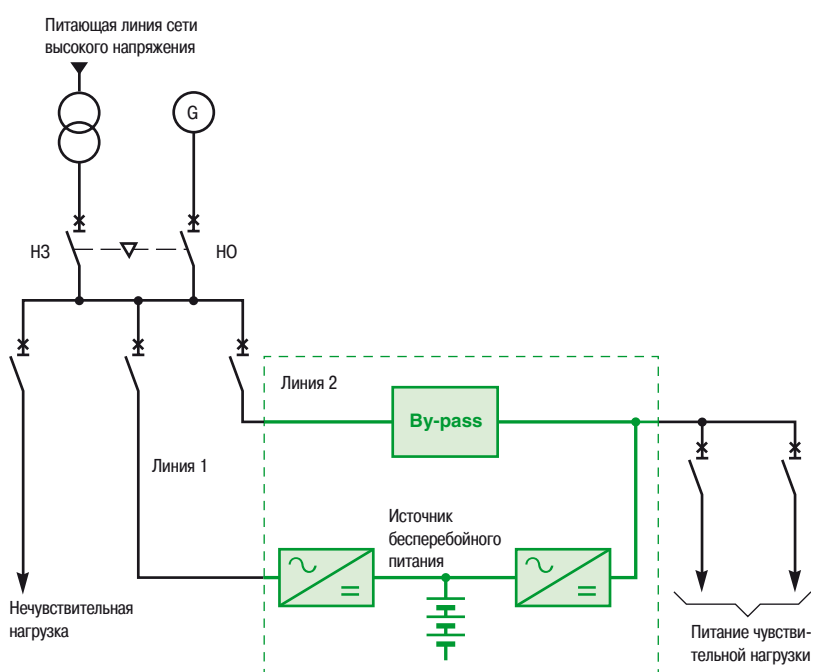 Питающая линия сети
высокого напряжения
G
НЗ
НО
Линия 2
By-pass
Линия 1
Источник
бесперебойного
питания
Нечувствительная
нагрузка
Питание чувстви-
тельной нагрузки